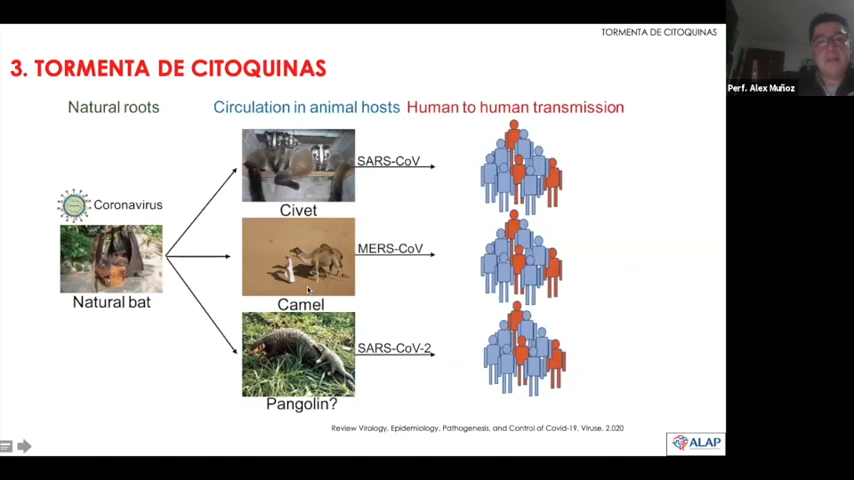 TORMENTA DE CITOQUINAS
3. TORMENTA DE CITOQUINAS
Perf. Alex Muñoz
Natural roots
Circulation in animal hosts
Human to human transmission
SARS-CoV
Civet
Coronavirus
MERS-CoV
Natural bat
Camel
SARS-CoV-2
Pangolin?
Review Virology, Epidemiology, Pathogenesis, and Control of Covid-19. Viruse. 2.020
ALAP